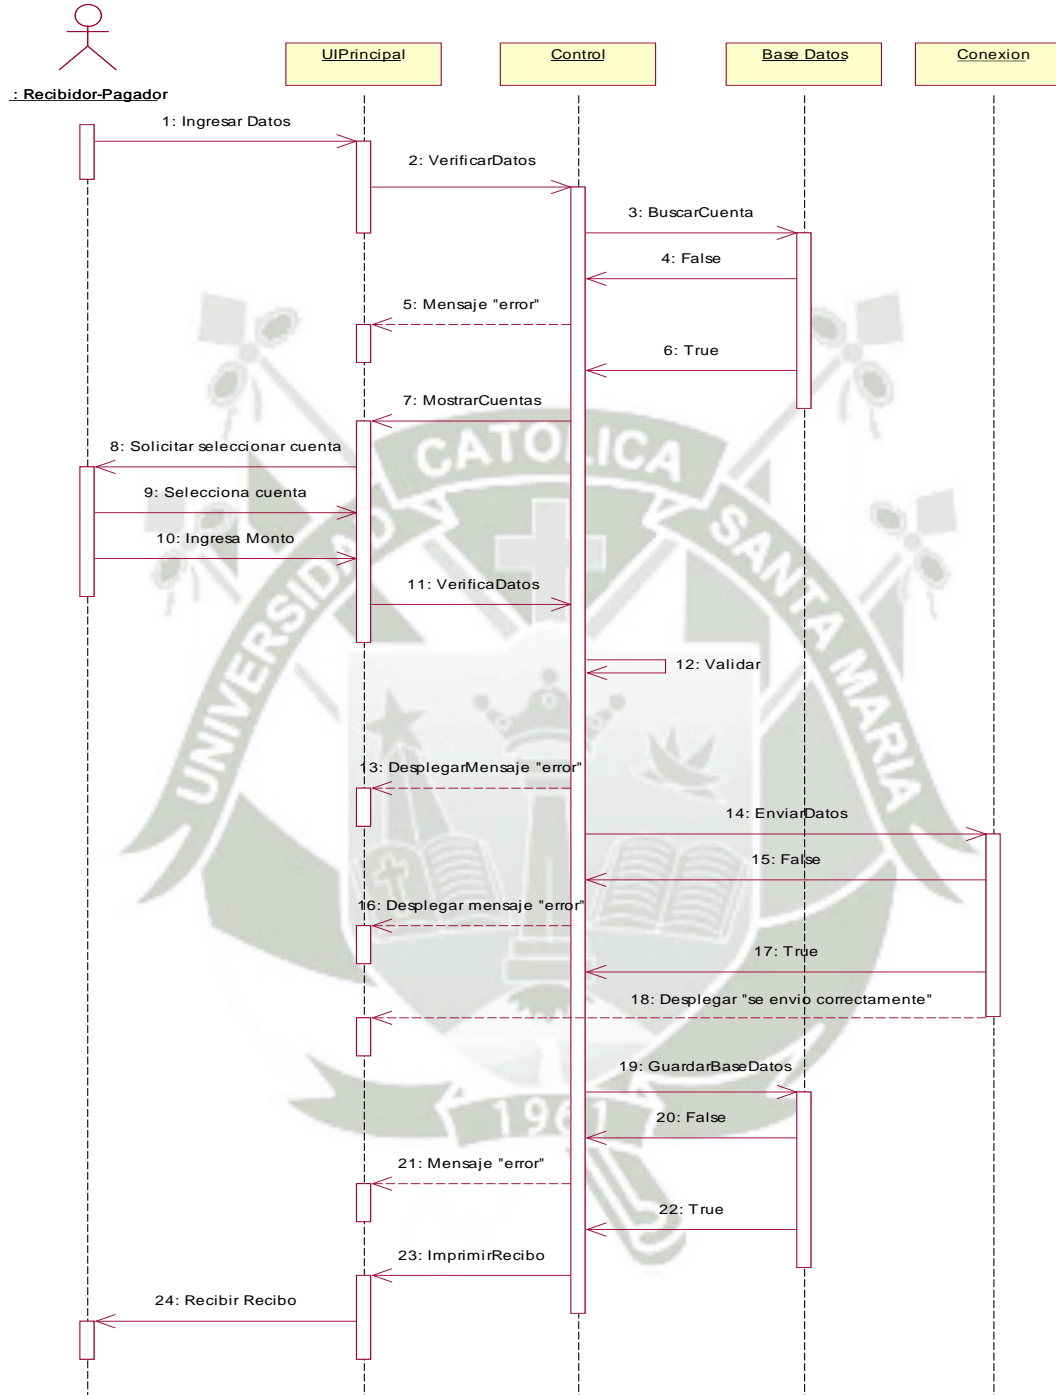 UIPrincipal
Control
Base Datos
Conexion
: Recibidor-Pagador
1: Ingresar Datos
2: VerificarDatos
3: BuscarCuenta
4: False
5: Mensaje "error"
6: True
7: MostrarCuentas
8: Solicitar seleccionar cuenta
9: Selecciona cuenta
10: Ingresa Monto
11: VerificaDatos
12: Validar
13: DesplegarMensaje "error"
14: EnviarDatos
15: False
16: Desplegar mensaje "error"
17: True
18: Desplegar "se envio correctamente"
19: GuardarBaseDatos
20: False
21: Mensaje "error"
22: True
23: ImprimirRecibo
24: Recibir Recibo
UNIVERSIDAD CATOLICA SANTA MARIA
1961